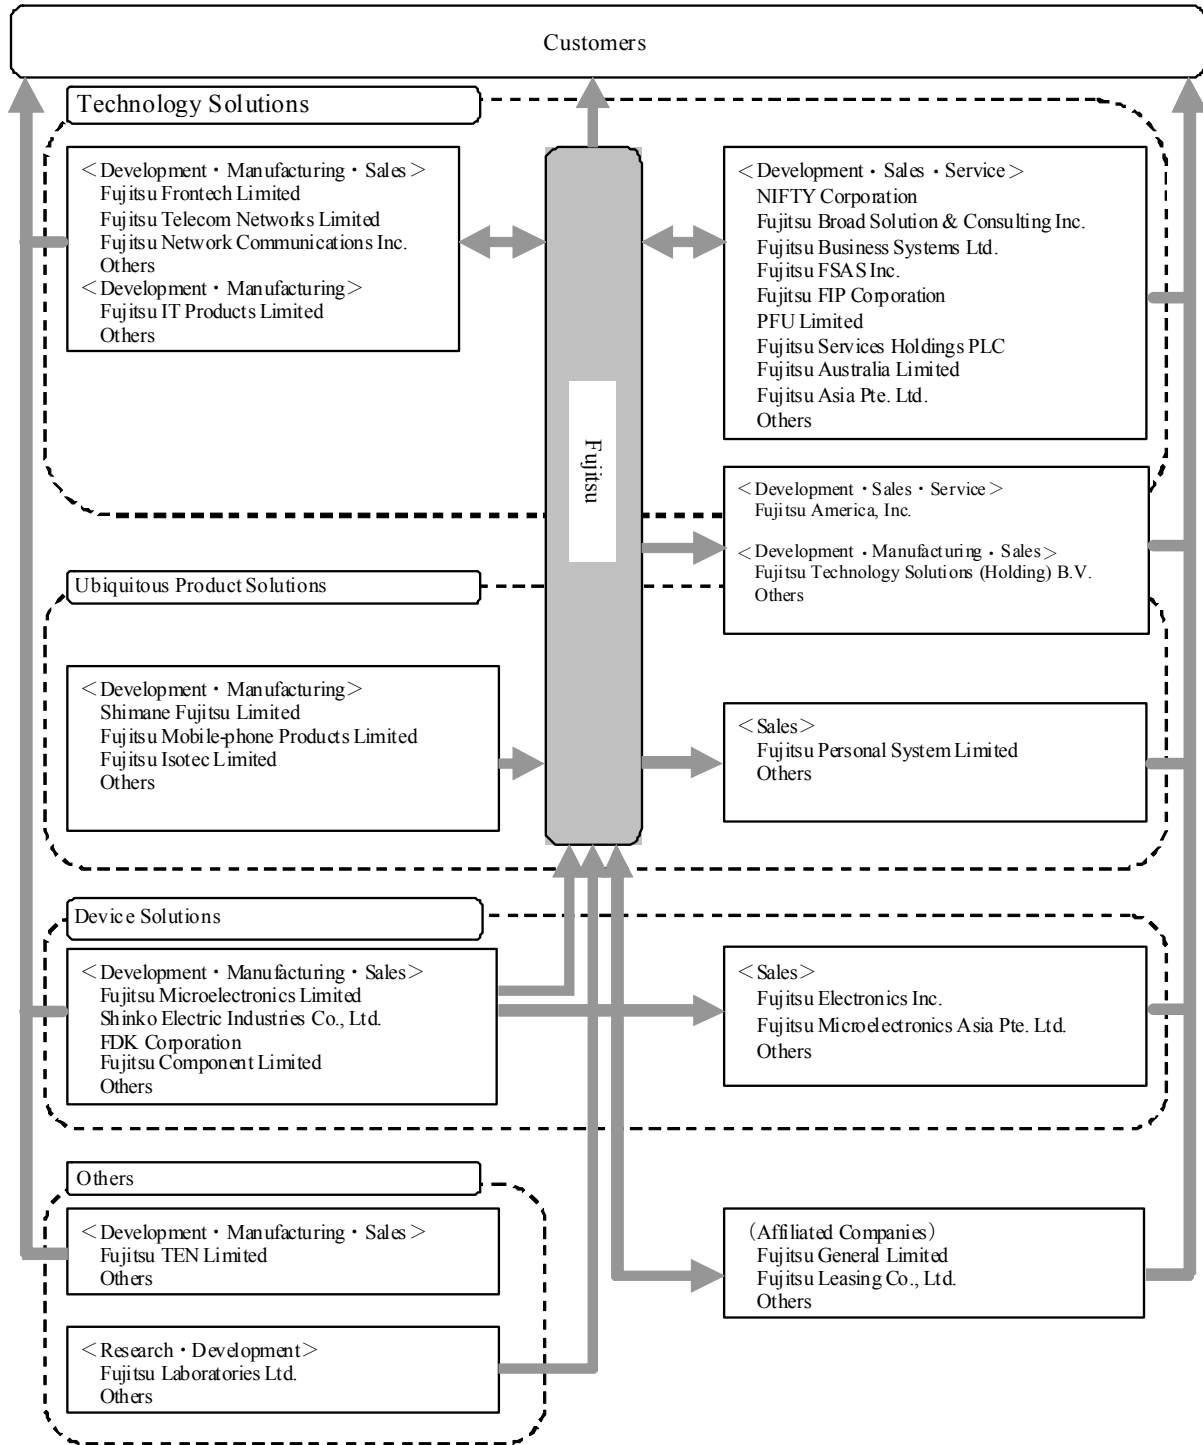 Customers
Technology Solutions
＜Development・Manufacturing・Sales＞
Fujitsu Frontech Limited
Fujitsu Telecom Networks Limited
Fujitsu Network Communications Inc.
Others
＜Development・Manufacturing＞
Fujitsu IT Products Limited
Others
Fujitsu
＜Development・Sales・Service＞
NIFTY Corporation
Fujitsu Broad Solution & Consulting Inc.
Fujitsu Business Systems Ltd.
Fujitsu FSAS Inc.
Fujitsu FIP Corporation
PFU Limited
Fujitsu Services Holdings PLC
Fujitsu Australia Limited
Fujitsu Asia Pte. Ltd.
Others
＜Development・Sales・Service＞
Fujitsu America, Inc.
＜Development・Manufacturing・Sales＞
Fujitsu Technology Solutions (Holding) B.V.
Others
Ubiquitous Product Solutions
＜Development・Manufacturing＞
Shimane Fujitsu Limited
Fujitsu Mobile-phone Products Limited
Fujitsu Isotec Limited
Others
＜Sales＞
Fujitsu Personal System Limited
Others
Device Solutions
＜Development・Manufacturing・Sales＞
Fujitsu Microelectronics Limited
Shinko Electric Industries Co., Ltd.
FDK Corporation
Fujitsu Component Limited
Others
＜Sales＞
Fujitsu Electronics Inc.
Fujitsu Microelectronics Asia Pte. Ltd.
Others
Others
＜Development・Manufacturing・Sales＞
Fujitsu TEN Limited
Others
（Affiliated Companies）
Fujitsu General Limited
Fujitsu Leasing Co., Ltd.
Others
＜Research・Development＞
Fujitsu Laboratories Ltd.
Others